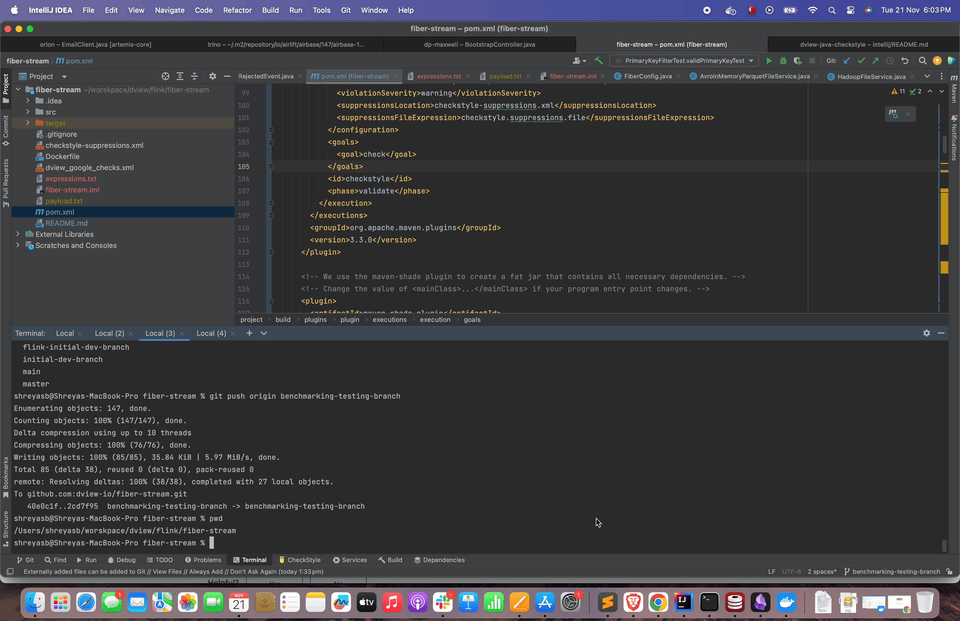 IntelliJ IDEA File Edit View Navigate Code Refactor Build Run Tools Git Window Help Tue 21 Nov 6:03 PM
fiber-stream – pom.xml (fiber-stream)
orion – EmailClient.java [artemis-core] trino – ~/.m2/repository/io/airlift/airbase/147/airbase-1... dp-maxwell – BootstrapController.java fiber-stream – pom.xml (fiber-stream) dview-java-checkstyle – intellij/README.md
fiber-stream pom.xml PrimaryKeyFilterTest.validPrimaryKeyTest Git:
Project RejectedEvent.java pom.xml (fiber-stream) expressions.txt payload.txt fiber-stream.iml FiberConfig.java AvroInMemoryParquetFileService.java HadoopFileService.java
fiber-stream ~/worskpace/dview/flink/fiber-stream
.idea
src
target
.gitignore
checkstyle-suppressions.xml
Dockerfile
dview_google_checks.xml
expressions.txt
fiber-stream.iml
payload.txt
pom.xml
README.md
External Libraries
Scratches and Consoles
11 2
99 <violationSeverity>warning</violationSeverity>
100 <suppressionsLocation>checkstyle-suppressions.xml</suppressionsLocation>
101 <suppressionsFileExpression>checkstyle.suppressions.file</suppressionsFileExpression>
102 </configuration>
103 <goals>
104 <goal>check</goal>
105 </goals>
106 <id>checkstyle</id>
107 <phase>validate</phase>
108 </execution>
109 </executions>
110 <groupId>org.apache.maven.plugins</groupId>
111 <version>3.3.0</version>
112 </plugin>
113
114 <!-- We use the maven-shade plugin to create a fat jar that contains all necessary dependencies. -->
115 <!-- Change the value of <mainClass>...</mainClass> if your program entry point changes. -->
116 <plugin>
project build plugins plugin executions execution goals
Project
Commit
Pull Requests
Bookmarks
Structure
Maven
Notifications
Terminal: Local Local (2) Local (3) Local (4)
flink-initial-dev-branch
initial-dev-branch
main
master
shreyasb@Shreyas-MacBook-Pro fiber-stream % git push origin benchmarking-testing-branch
Enumerating objects: 147, done.
Counting objects: 100% (147/147), done.
Delta compression using up to 10 threads
Compressing objects: 100% (76/76), done.
Writing objects: 100% (85/85), 35.84 KiB | 5.97 MiB/s, done.
Total 85 (delta 38), reused 0 (delta 0), pack-reused 0
remote: Resolving deltas: 100% (38/38), completed with 27 local objects.
To github.com:dview-io/fiber-stream.git
40e0c1f..2cd7f95 benchmarking-testing-branch -> benchmarking-testing-branch
shreyasb@Shreyas-MacBook-Pro fiber-stream % pwd
/Users/shreyasb/worskpace/dview/flink/fiber-stream
shreyasb@Shreyas-MacBook-Pro fiber-stream %
Git Find Run Debug TODO Problems Terminal CheckStyle Services Build Dependencies
Externally added files can be added to Git // View Files // Always Add // Don't Ask Again (today 1:33 pm) LF UTF-8 2 spaces* benchmarking-testing-branch
NOV
21
tv